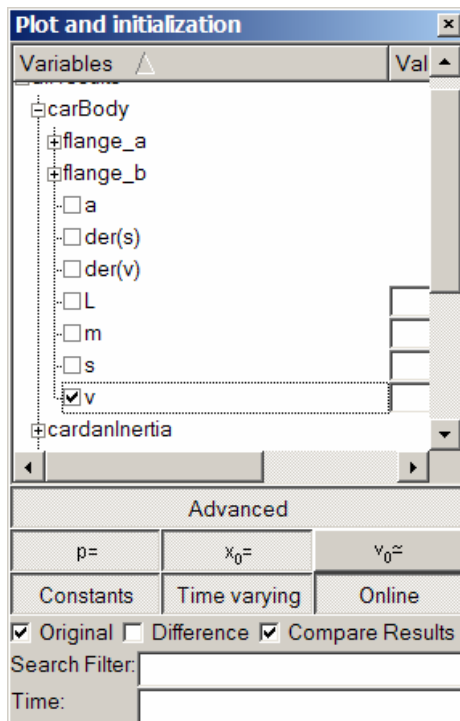 Plot and initialization
Variables Val
carBody
flange_a
flange_b
a
der(s)
der(v)
L
m
s
v
cardanInertia
Advanced
p= x₀= v₀≃
Constants Time varying Online
Original Difference Compare Results
Search Filter:
Time: